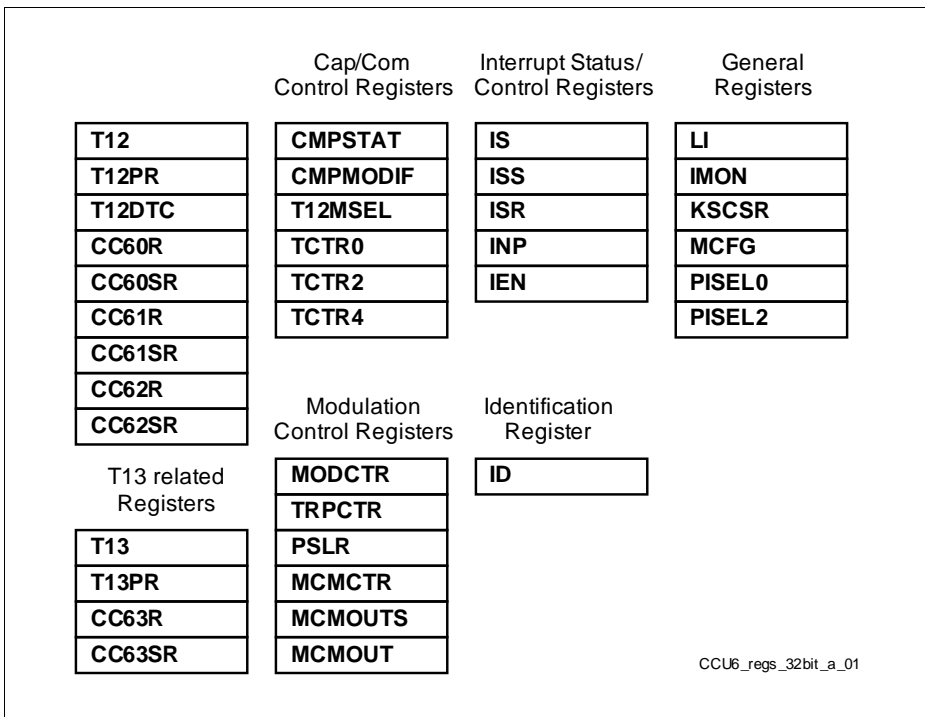 Cap/Com
Control Registers
Interrupt Status/
Control Registers
General
Registers
T12
T12PR
T12DTC
CC60R
CC60SR
CC61R
CC61SR
CC62R
CC62SR
CMPSTAT
CMPMODIF
T12MSEL
TCTR0
TCTR2
TCTR4
IS
ISS
ISR
INP
IEN
LI
IMON
KSCSR
MCFG
PISEL0
PISEL2
T13 related
Registers
T13
T13PR
CC63R
CC63SR
Modulation
Control Registers
MODCTR
TRPCTR
PSLR
MCMCTR
MCMOUTS
MCMOUT
Identification
Register
ID
CCU6_regs_32bit_a_01